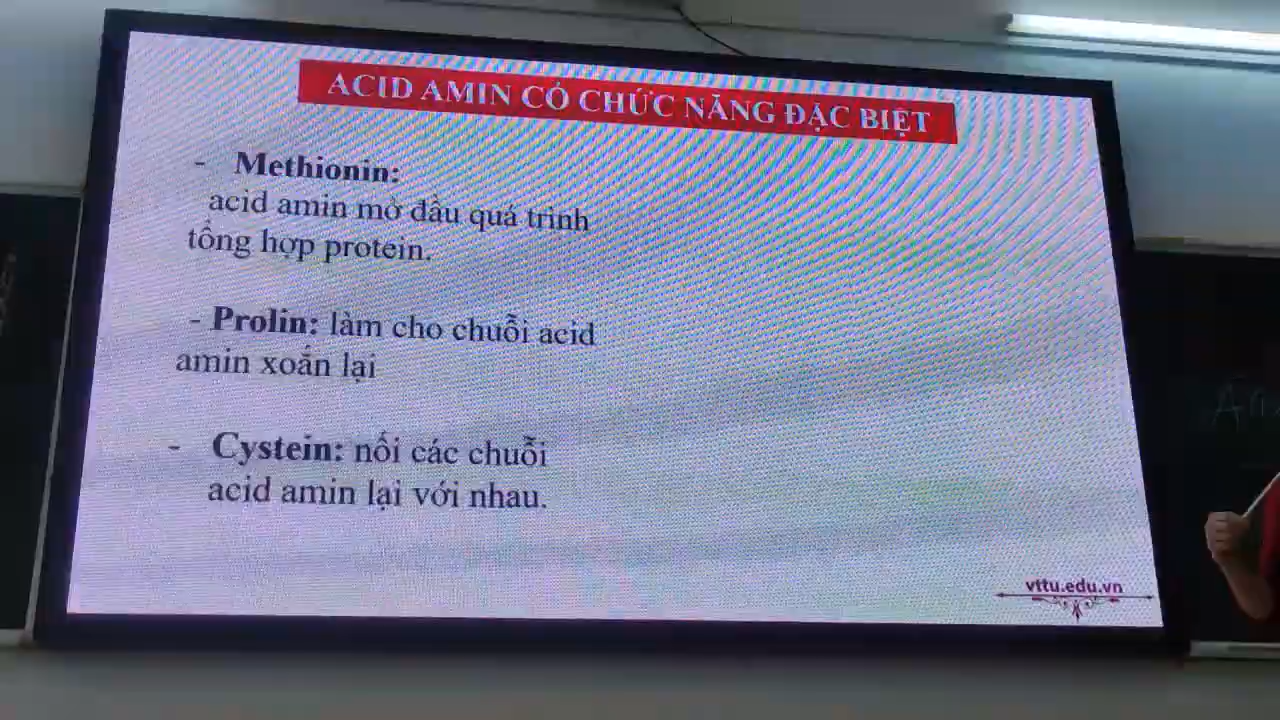 ACID AMIN CÓ CHỨC NĂNG ĐẶC BIỆT
- Methionin:
acid amin mở đầu quá trình
tổng hợp protein.
- Prolin: làm cho chuỗi acid
amin xoắn lại
- Cystein: nối các chuỗi
acid amin lại với nhau.
vttu.edu.vn